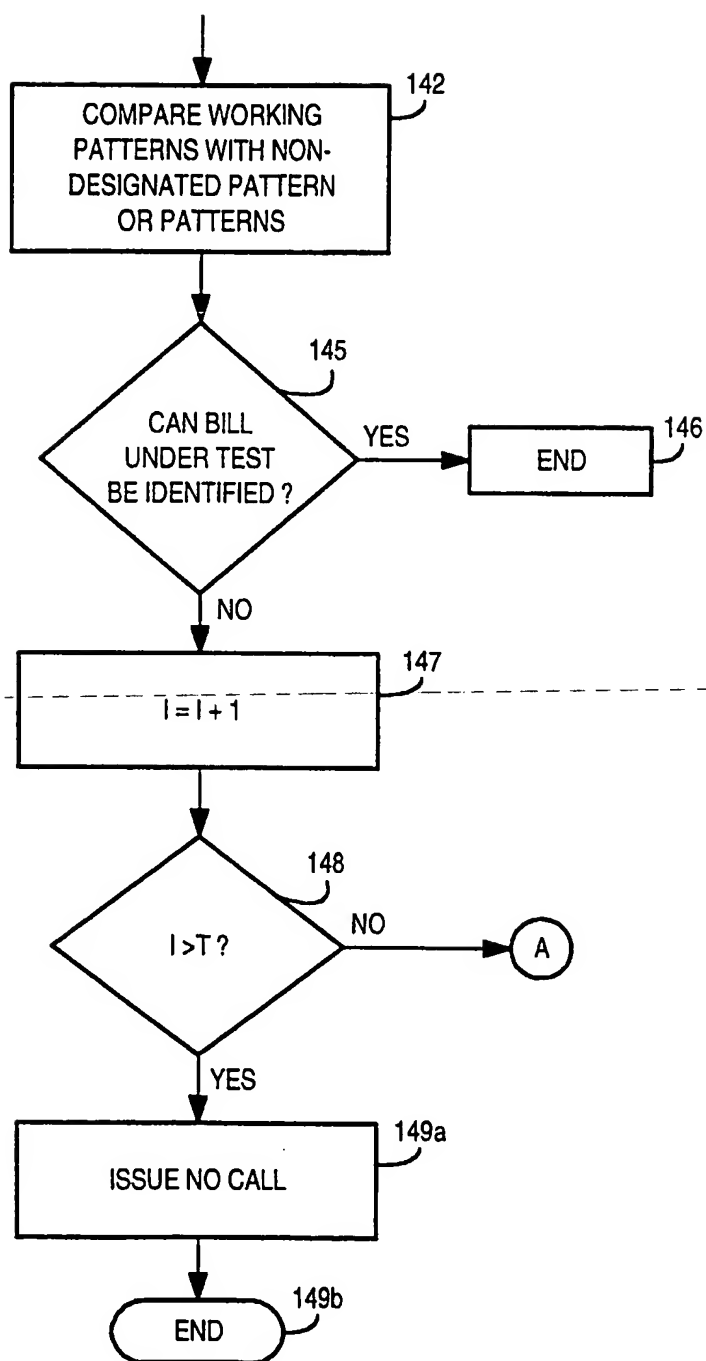 142
COMPARE WORKING
PATTERNS WITH NON-
DESIGNATED PATTERN
OR PATTERNS
145
CAN BILL
UNDER TEST
BE IDENTIFIED ?
YES
END
146
NO
147
I = I + 1
148
I >T ?
NO
A
YES
149a
ISSUE NO CALL
149b
END